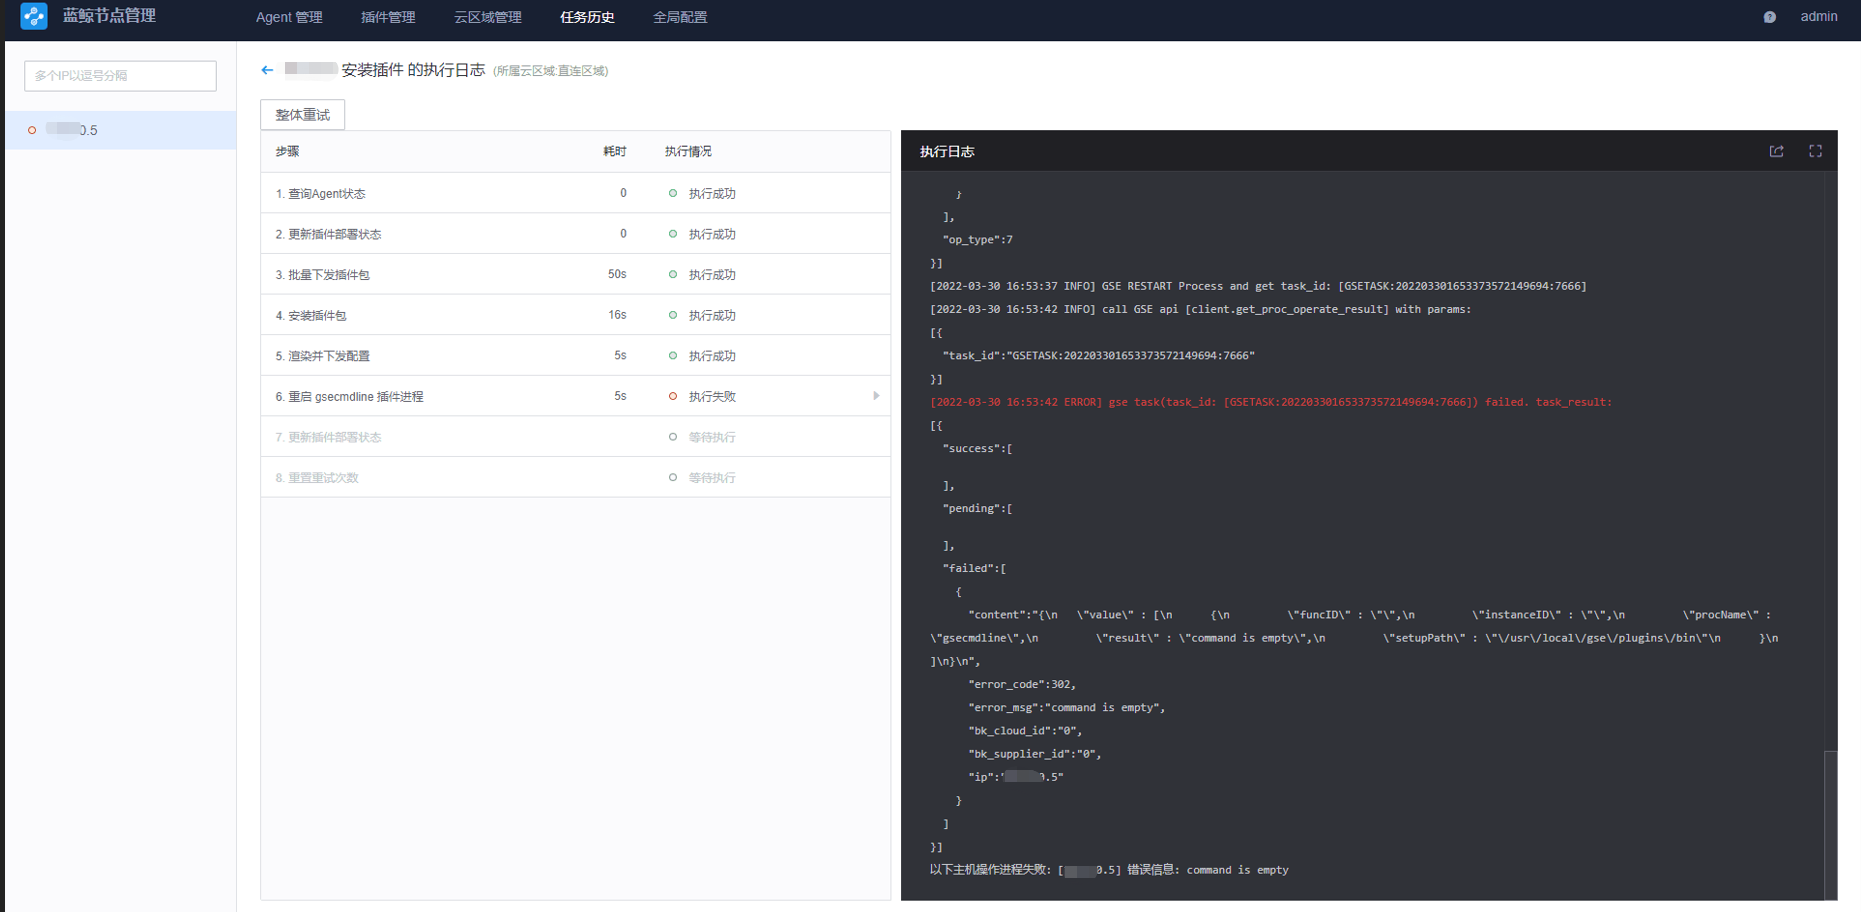 蓝鲸节点管理
Agent 管理
插件管理
云区域管理
任务历史
全局配置
admin
多个IP以逗号分隔
0.5
安装插件 的执行日志 (所属云区域:直连区域)
整体重试
步骤 耗时 执行情况
1. 查询Agent状态 0 执行成功
2. 更新插件部署状态 0 执行成功
3. 批量下发插件包 50s 执行成功
4. 安装插件包 16s 执行成功
5. 渲染并下发配置 5s 执行成功
6. 重启 gsecmdline 插件进程 5s 执行失败
7. 更新插件部署状态 等待执行
8. 重置重试次数 等待执行
执行日志
}
],
"op_type":7
}]
[2022-03-30 16:53:37 INFO] GSE RESTART Process and get task_id: [GSETASK:202203301653373572149694:7666]
[2022-03-30 16:53:42 INFO] call GSE api [client.get_proc_operate_result] with params:
[{
"task_id":"GSETASK:202203301653373572149694:7666"
}]
[2022-03-30 16:53:42 ERROR] gse task(task_id: [GSETASK:202203301653373572149694:7666]) failed. task_result:
[{
"success":[
],
"pending":[
],
"failed":[
{
"content":"{\n \"value\" : [\n {\n \"funcID\" : \"\",\n \"instanceID\" : \"\",\n \"procName\" :
\"gsecmdline\",\n \"result\" : \"command is empty\",\n \"setupPath\" : \"\/usr\/local\/gse\/plugins\/bin\"\n }\n
]\n}\n",
"error_code":302,
"error_msg":"command is empty",
"bk_cloud_id":"0",
"bk_supplier_id":"0",
"ip":" 0.5"
}
]
}]
以下主机操作进程失败: [ 0.5] 错误信息: command is empty